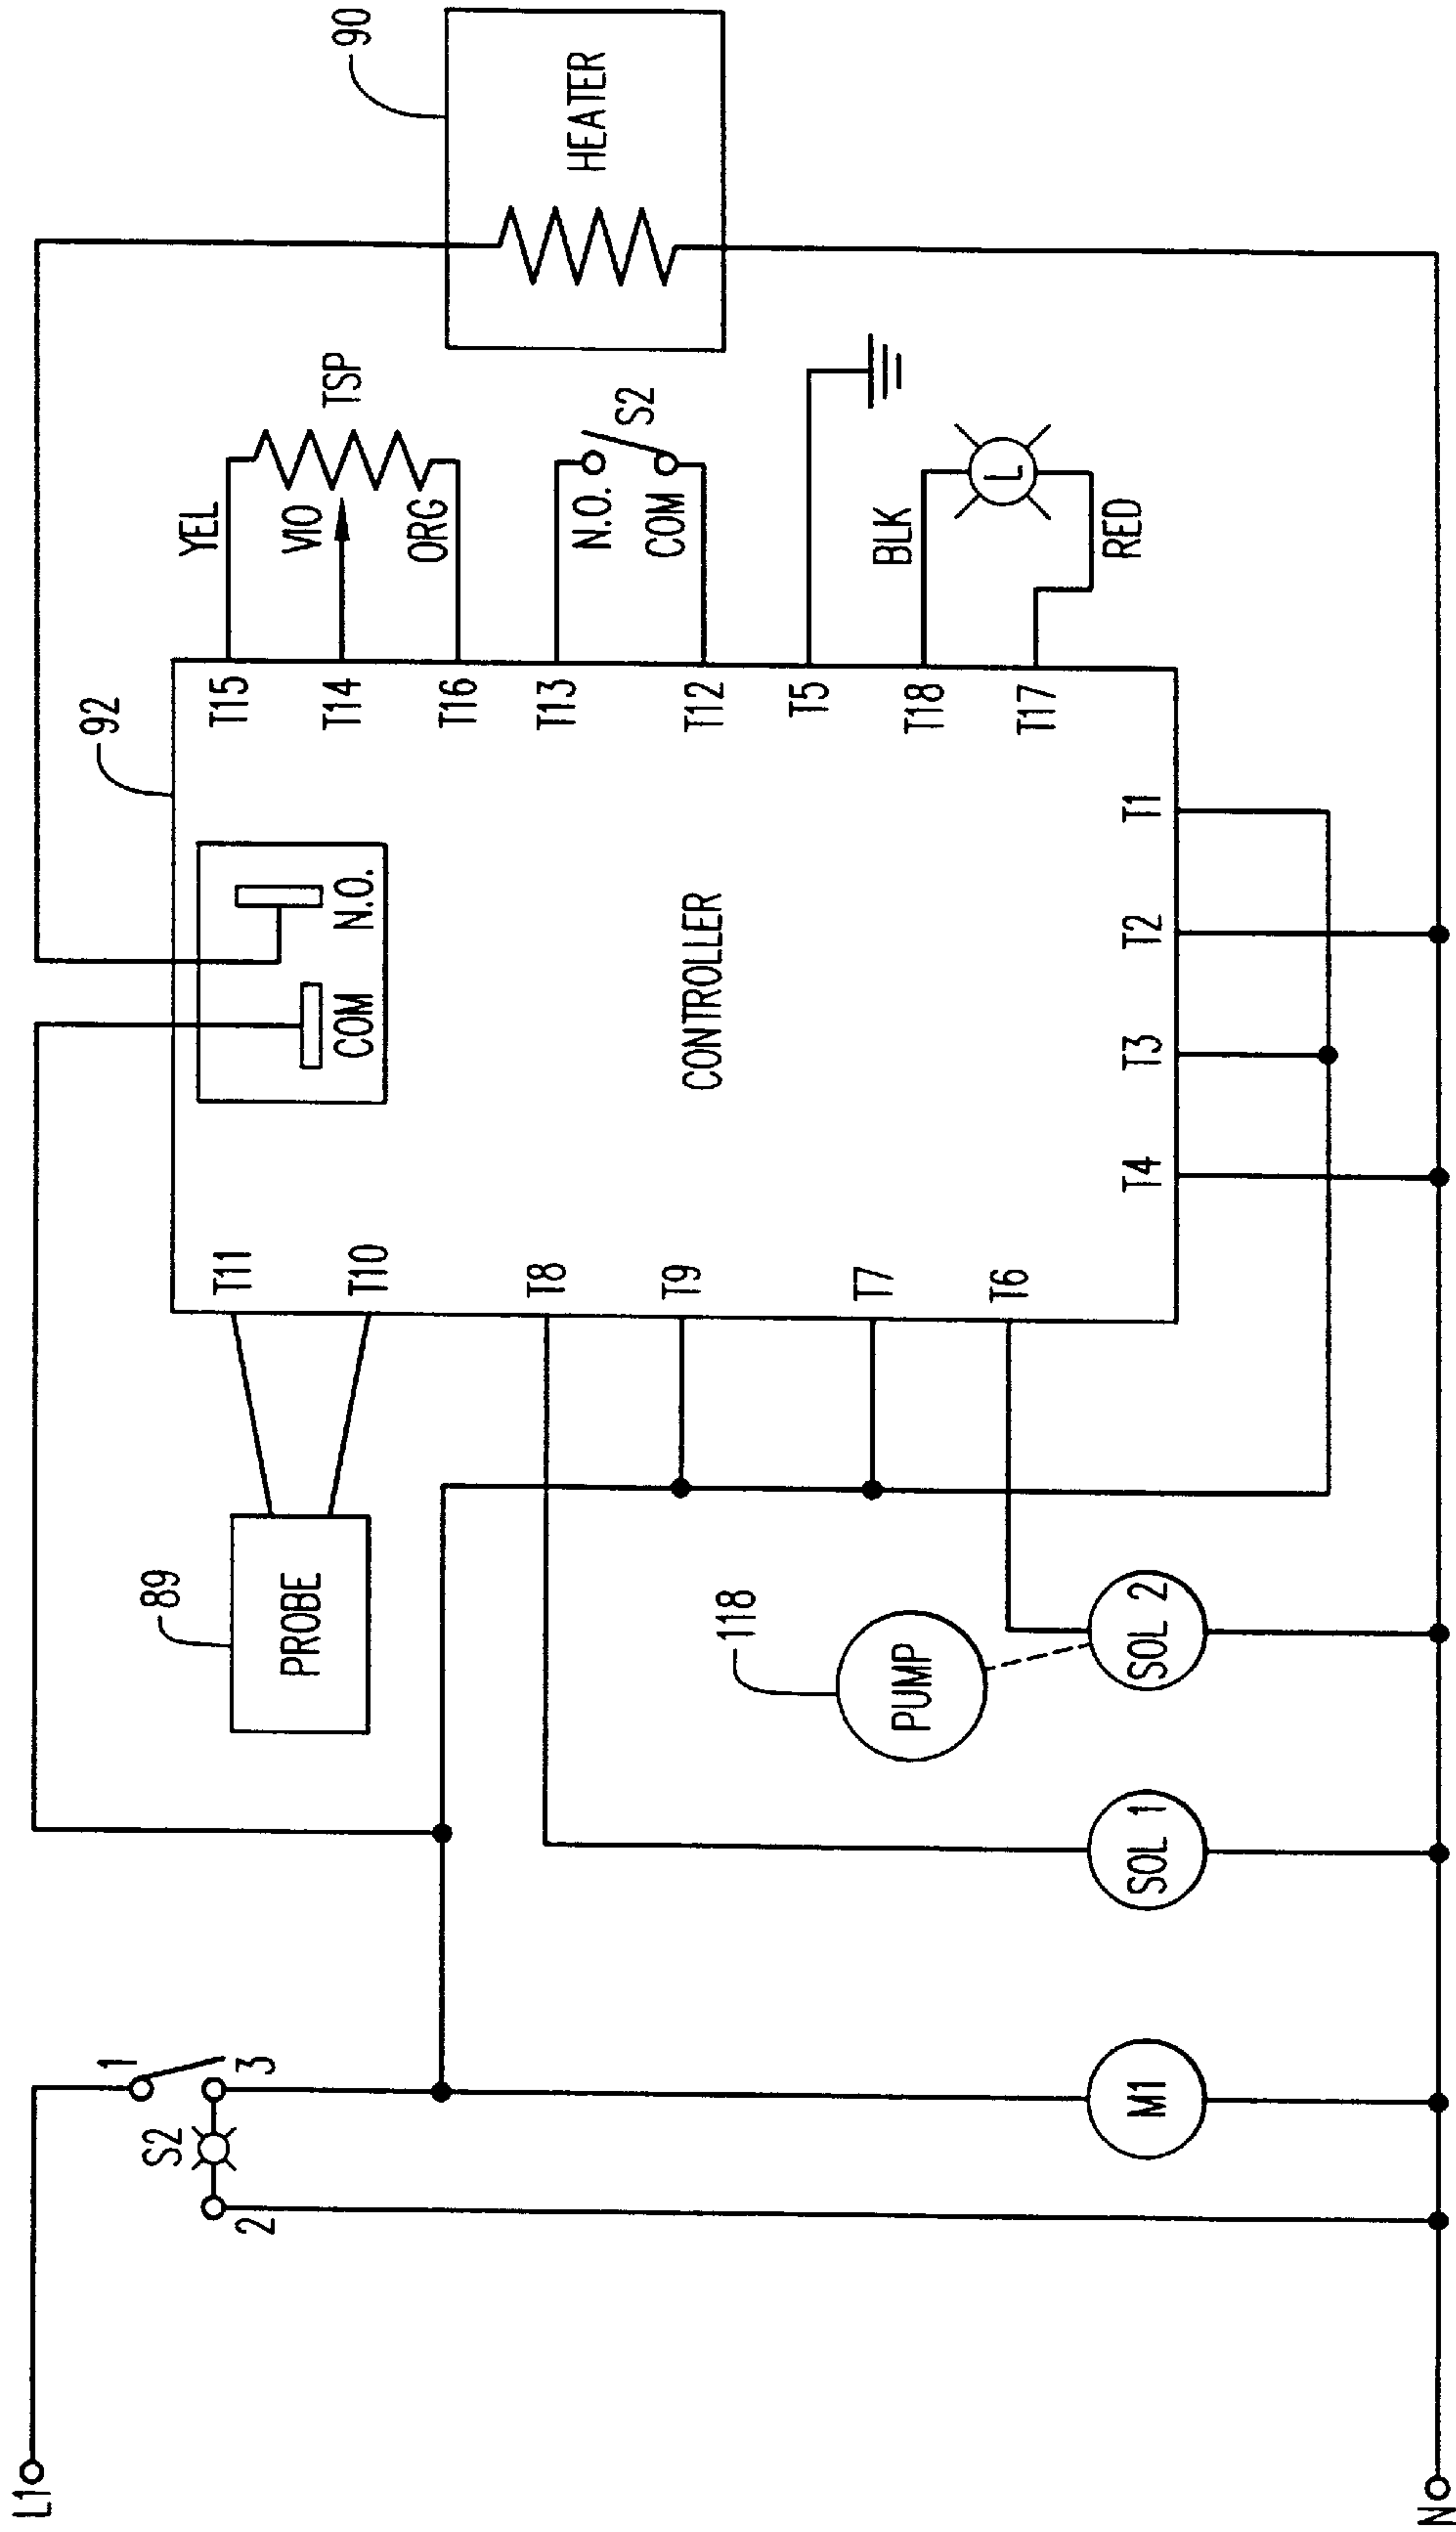 L1
1
S2
3
2
M1
N
89
PROBE
118
PUMP
SOL 1
SOL 2
92
T11
T10
T8
T9
T7
T6
COM
N.O.
CONTROLLER
T4
T3
T2
T1
T15
T14
T16
T13
T12
T5
T18
T17
YEL
VIO
ORG
TSP
N.O.
COM
S2
BLK
L
RED
90
HEATER